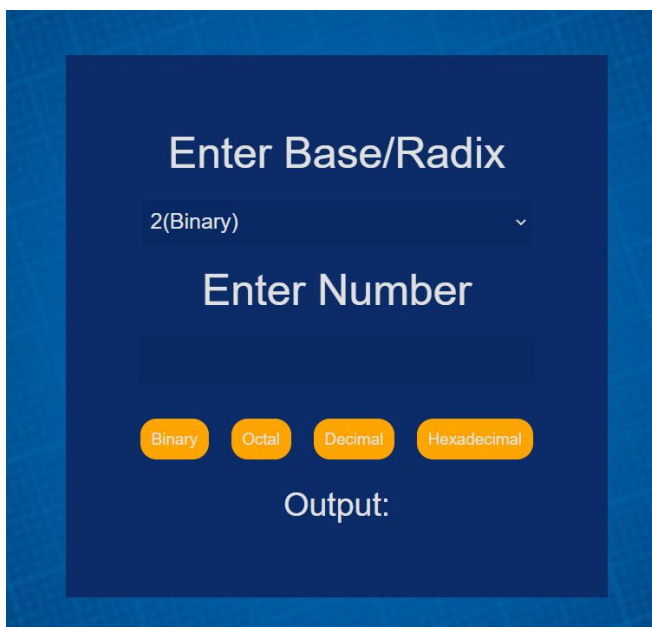 Enter Base/Radix
2(Binary)
Enter Number
Binary Octal Decimal Hexadecimal
Output: